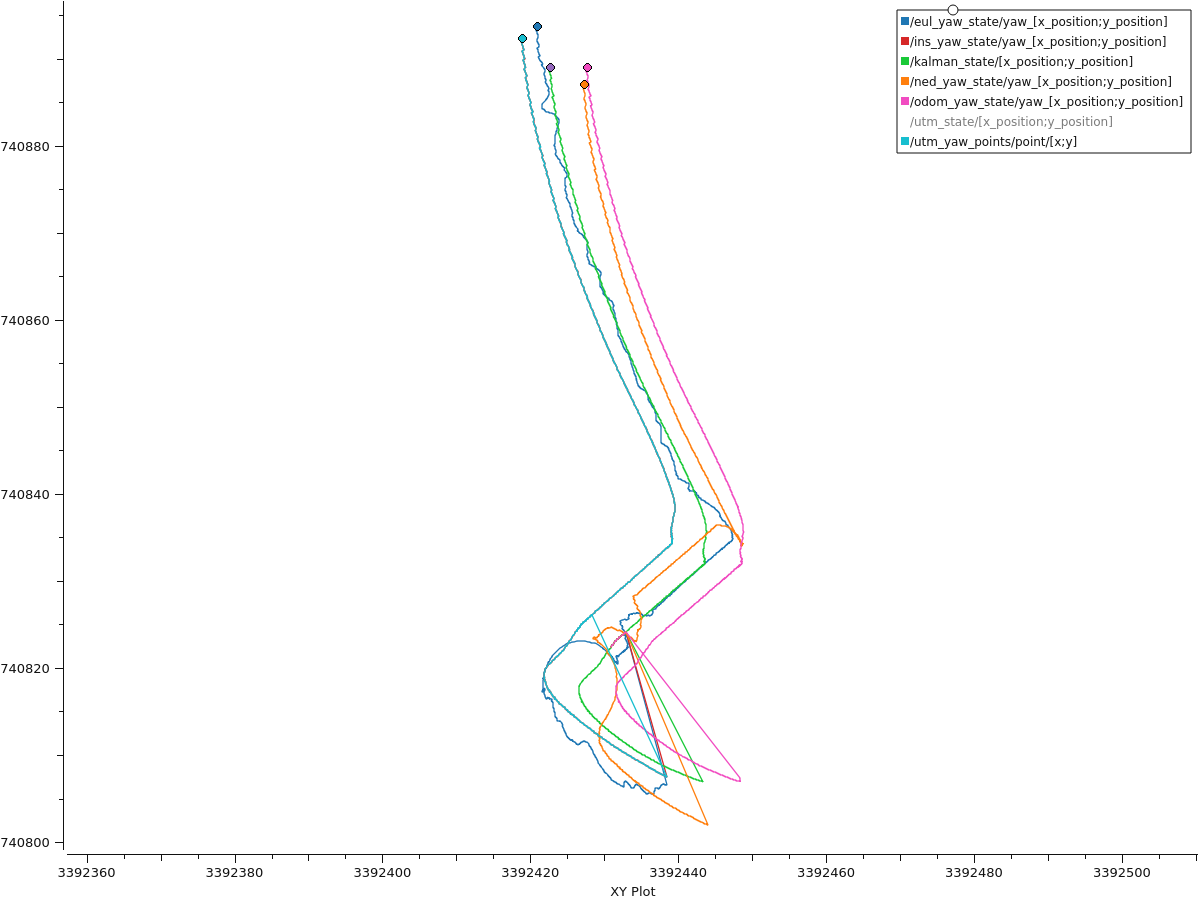 /eul_yaw_state/yaw_[x_position;y_position]
/ins_yaw_state/yaw_[x_position;y_position]
/kalman_state/[x_position;y_position]
/ned_yaw_state/yaw_[x_position;y_position]
/odom_yaw_state/yaw_[x_position;y_position]
/utm_state/[x_position;y_position]
/utm_yaw_points/point/[x;y]
740880
740860
740840
740820
740800
3392360 3392380 3392400 3392420 3392440 3392460 3392480 3392500
XY Plot